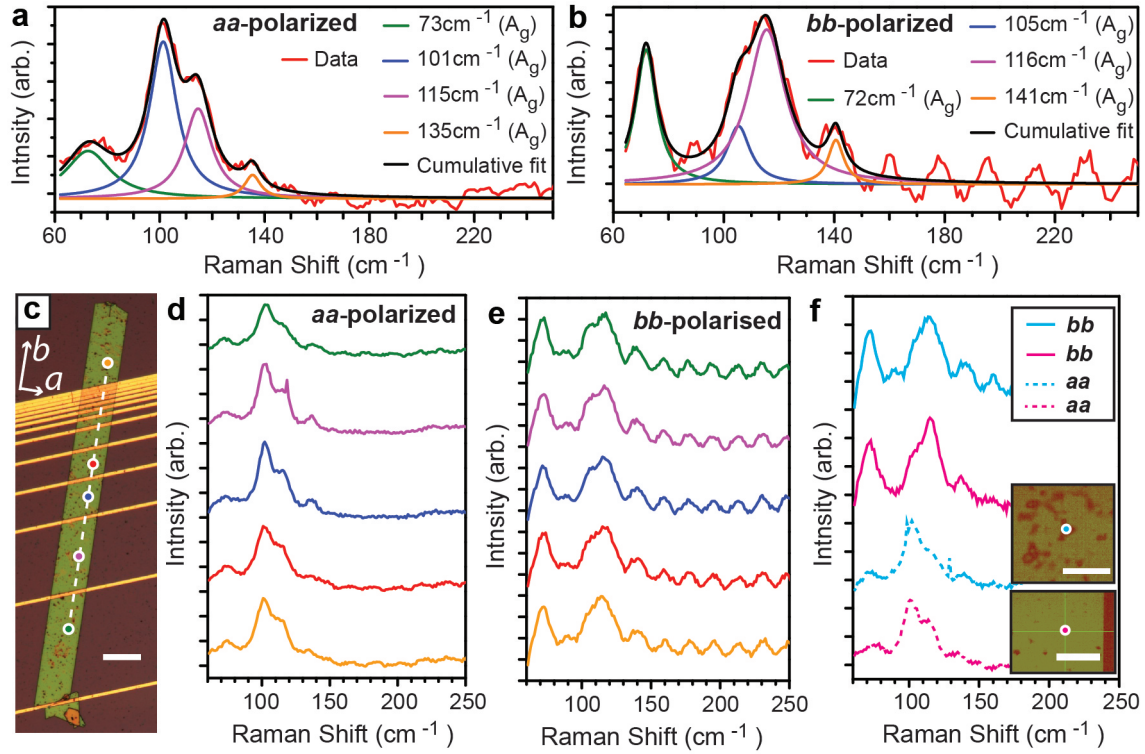 a
aa-polarized
Data
73cm⁻¹ (Ag)
101cm⁻¹ (Ag)
115cm⁻¹ (Ag)
135cm⁻¹ (Ag)
Cumulative fit
Intnsity (arb.)
60 100 140 180 220
Raman Shift (cm⁻¹)
b
bb-polarized
Data
72cm⁻¹ (Ag)
105cm⁻¹ (Ag)
116cm⁻¹ (Ag)
141cm⁻¹ (Ag)
Cumulative fit
Intnsity (arb.)
60 100 140 180 220
Raman Shift (cm⁻¹)
c
b
a
d
aa-polarized
Intnsity (arb.)
100 150 200 250
Raman Shift (cm⁻¹)
e
bb-polarised
Intnsity (arb.)
100 150 200 250
Raman Shift (cm⁻¹)
f
bb
bb
aa
aa
Intnsity (arb.)
100 150 200 250
Raman Shift (cm⁻¹)